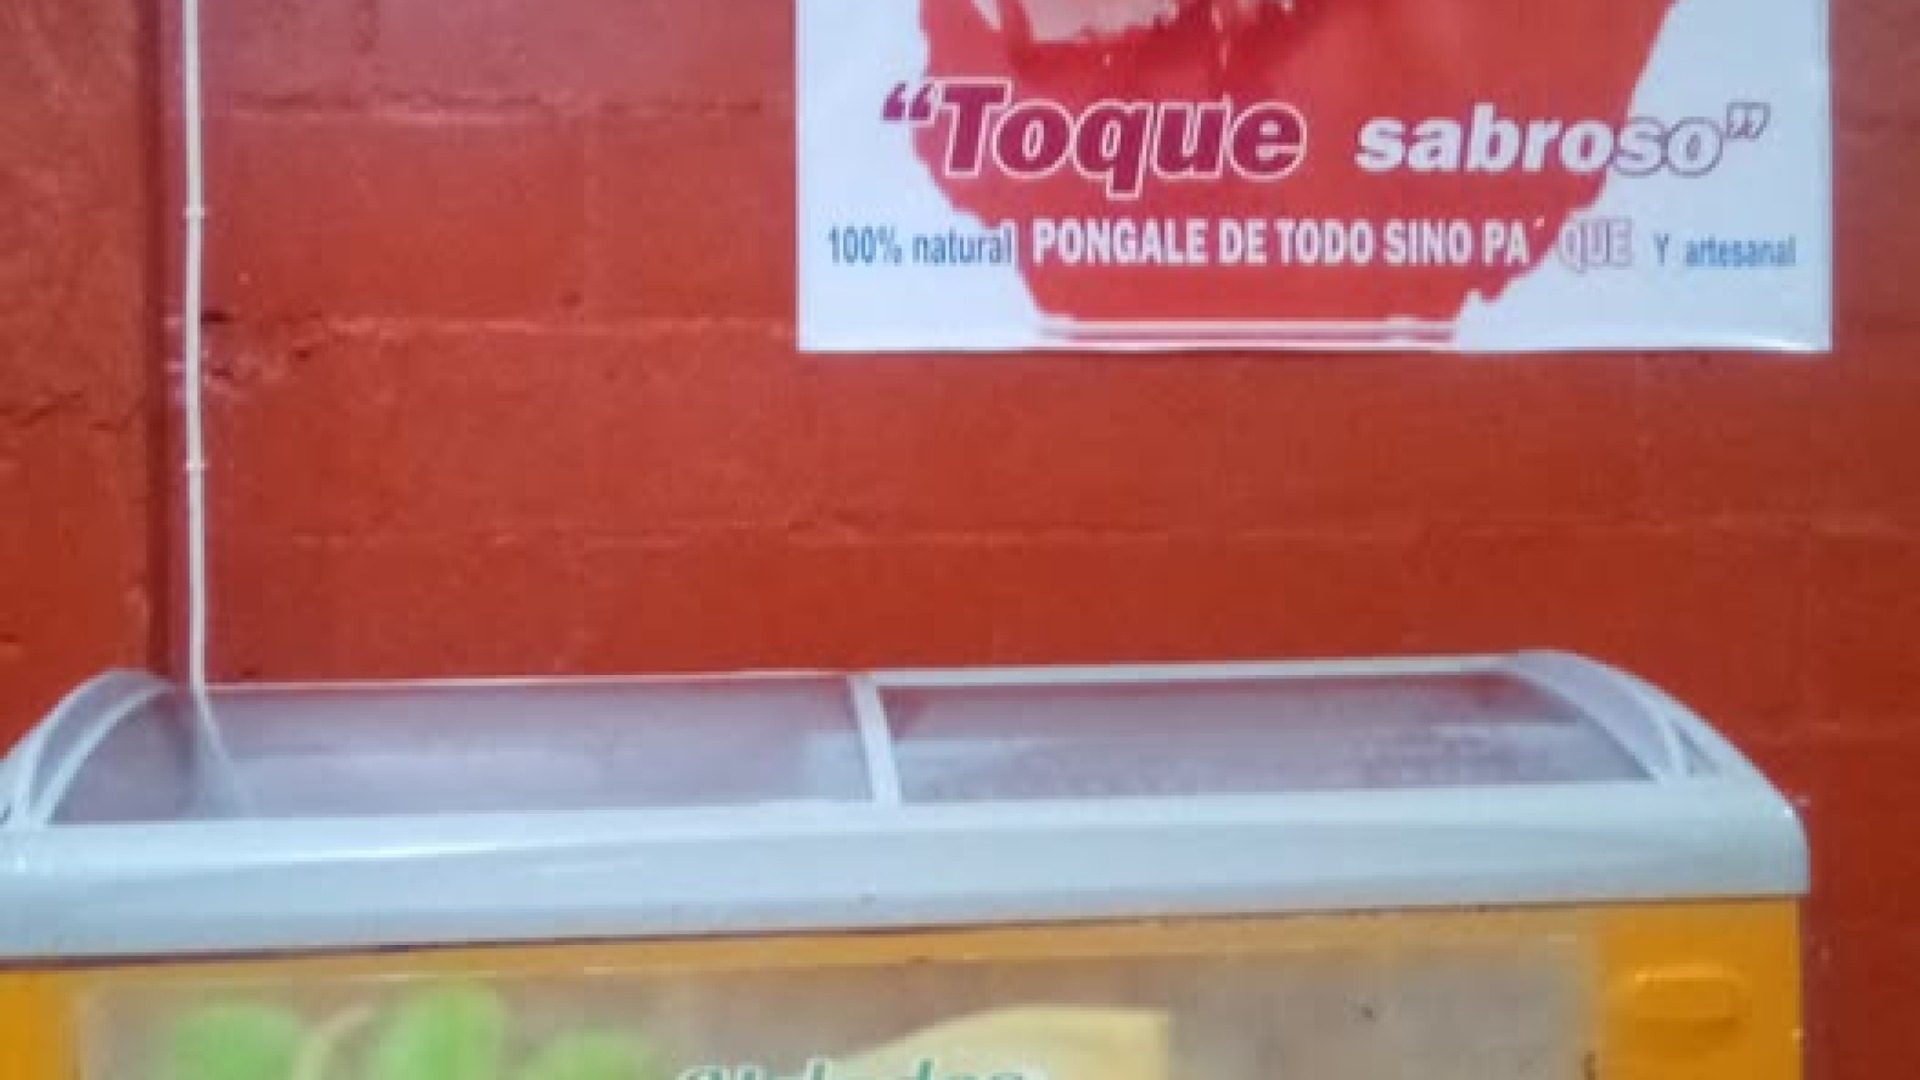 “Toque sabroso”
100% natural PONGALE DE TODO SINO PA´ QUE Y artesanal